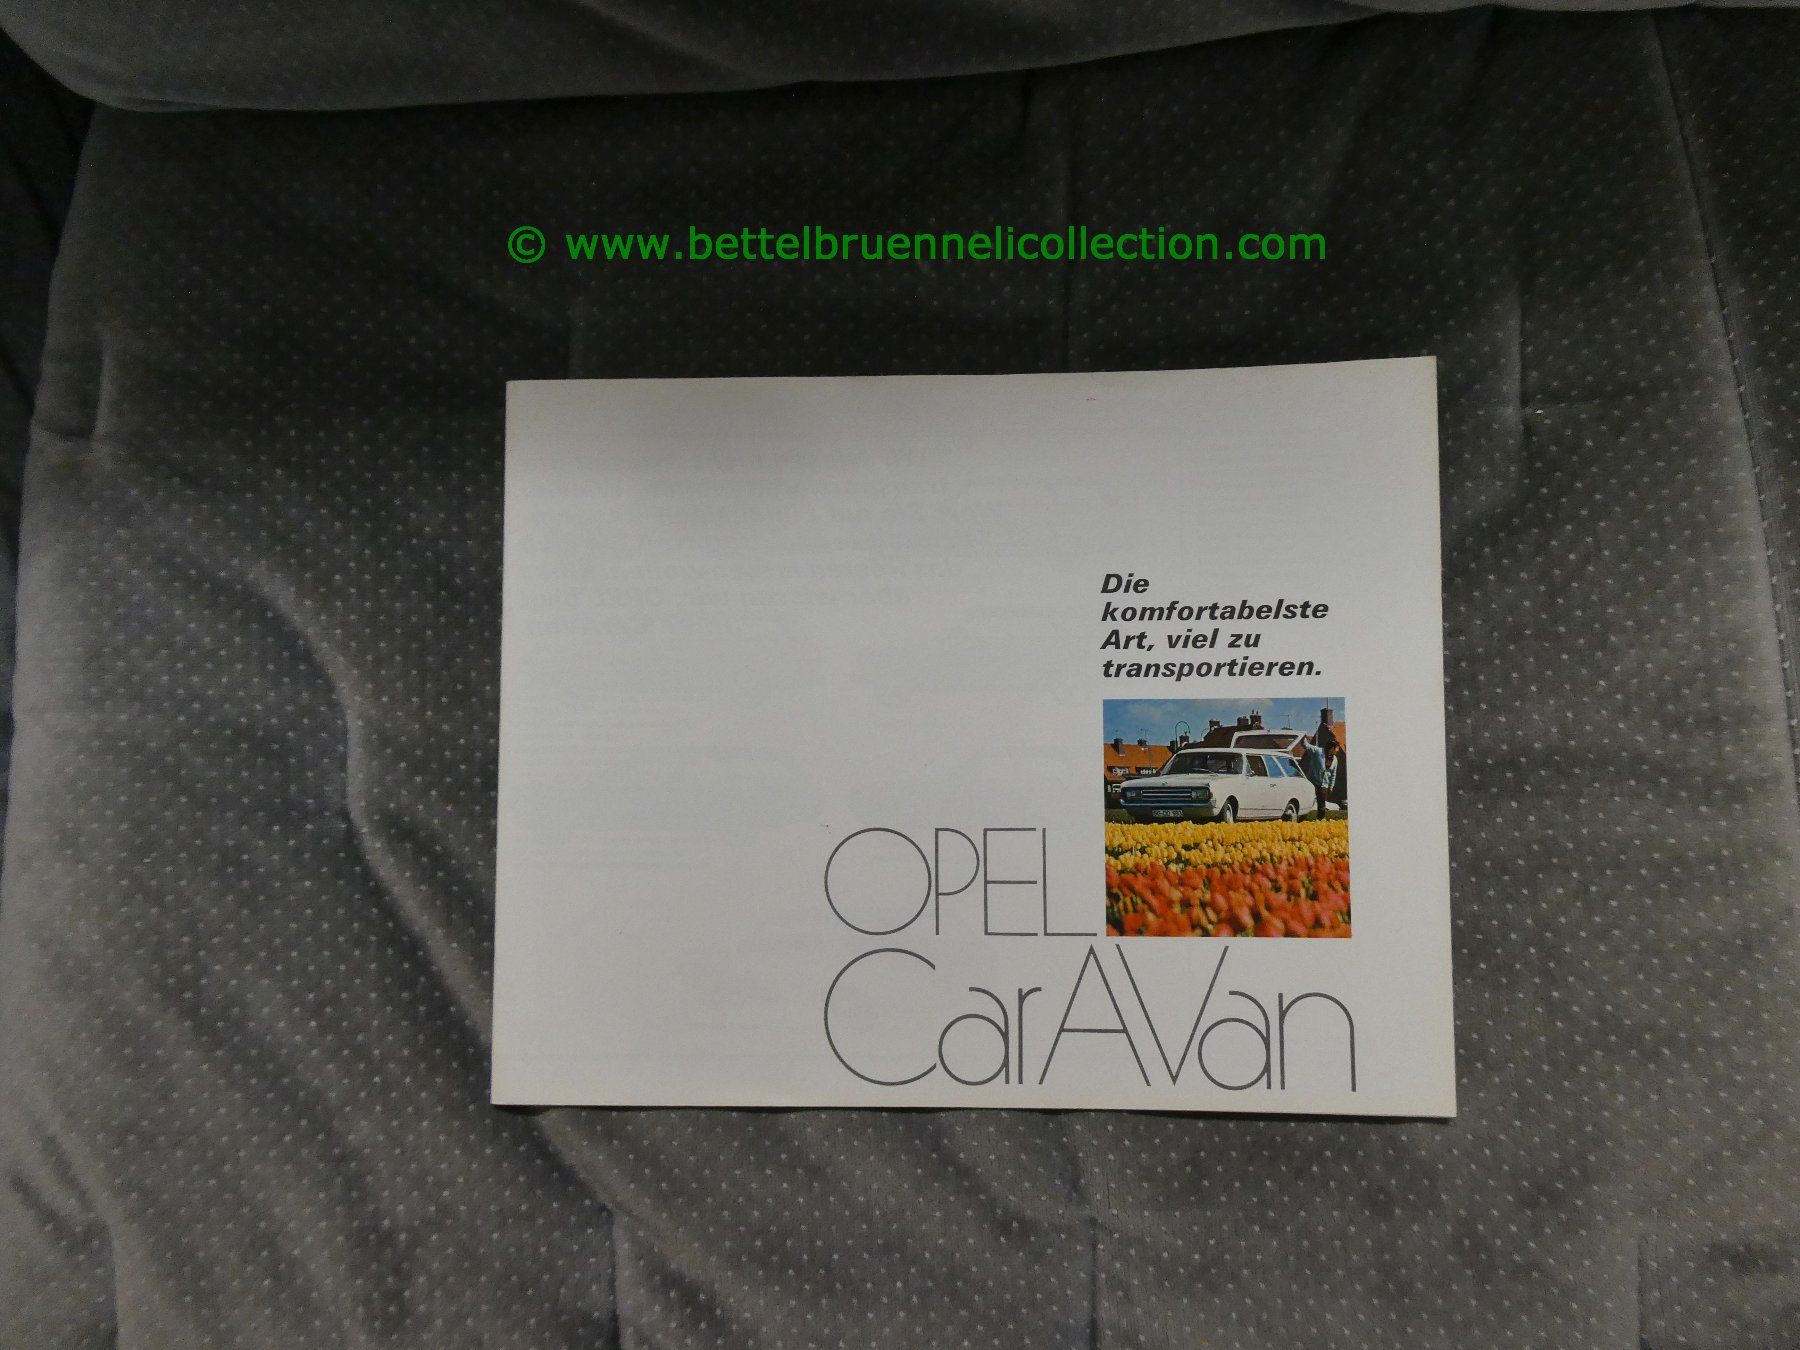 © www.bettelbruennelicollection.com
Die
komfortabelste
Art, viel zu
transportieren.
OPEL
CarAVan